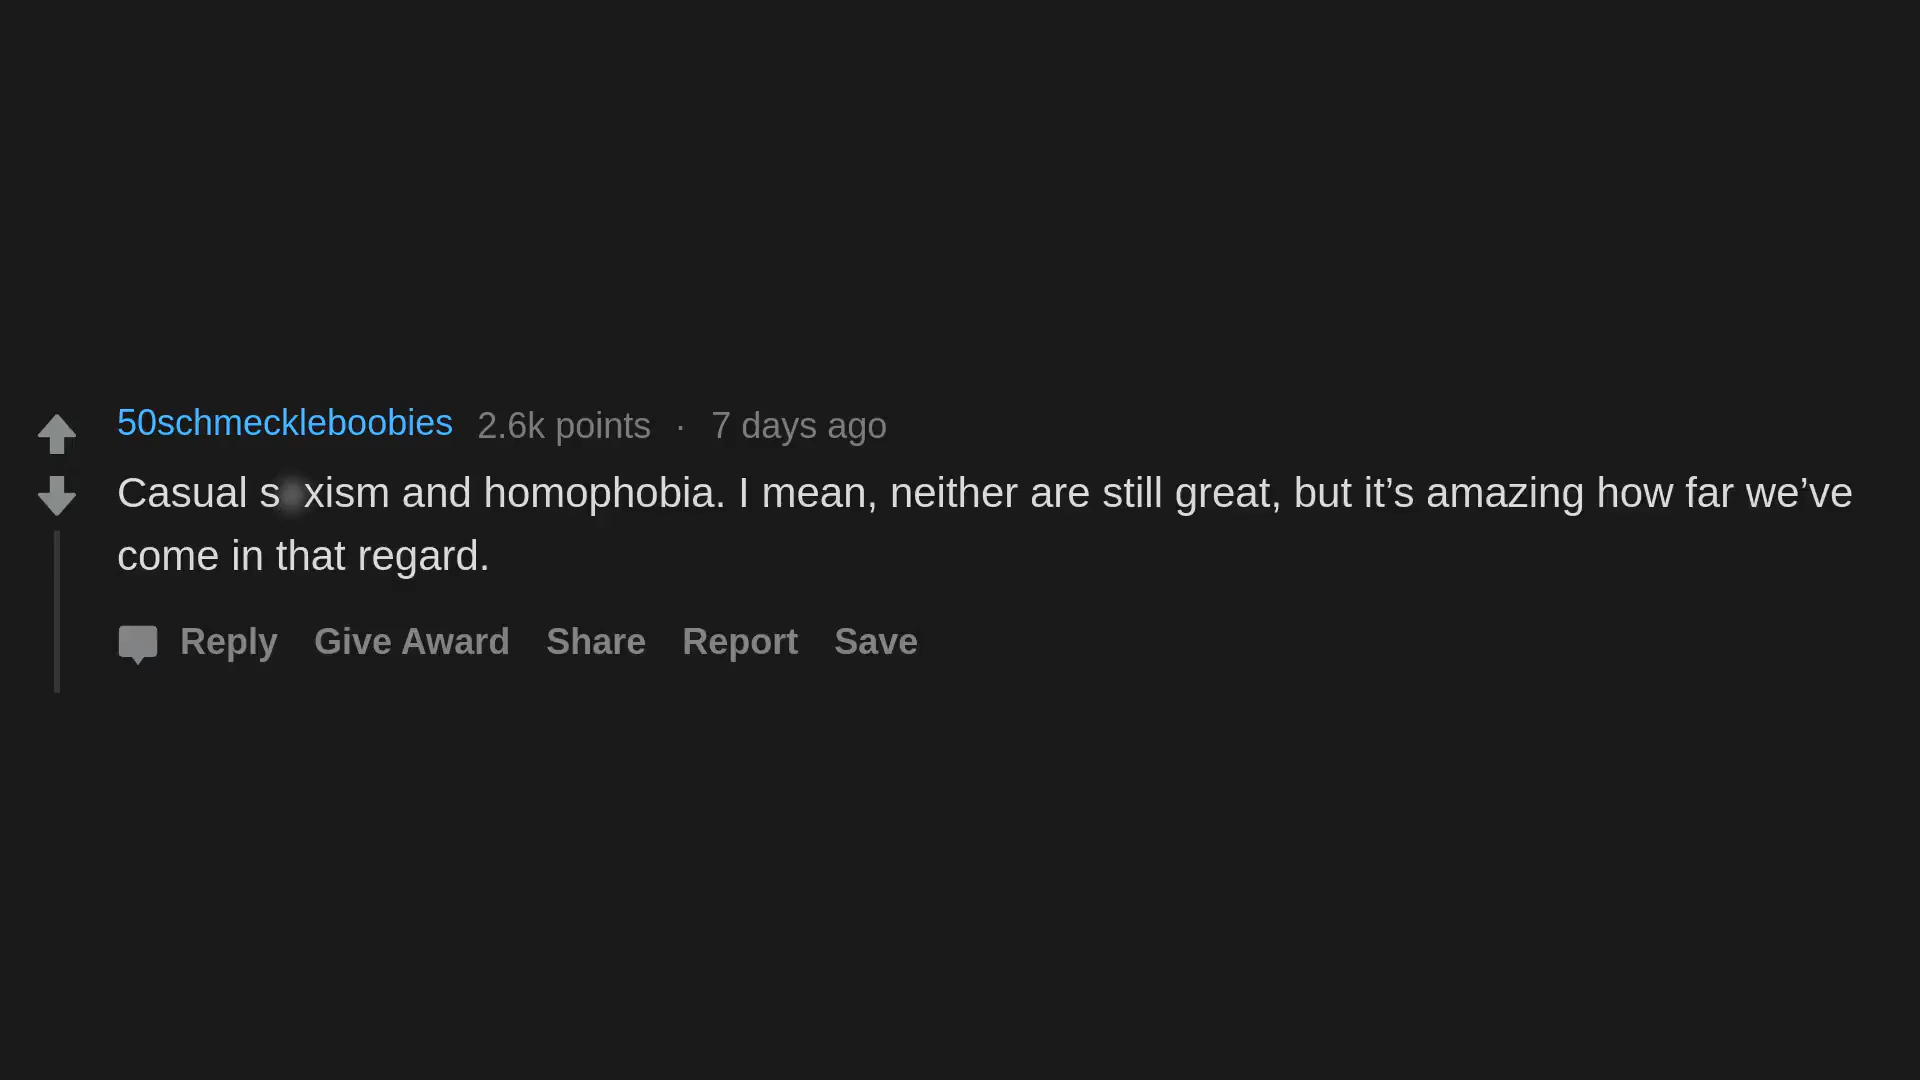 50schmeckleboobies 2.6k points · 7 days ago
Casual sexism and homophobia. I mean, neither are still great, but it’s amazing how far we’ve
come in that regard.
Reply Give Award Share Report Save